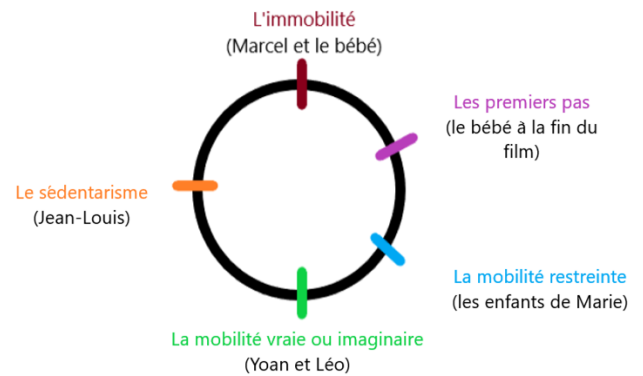 L'immobilité
(Marcel et le bébé)
Les premiers pas
(le bébé à la fin du
film)
Le sédentarisme
(Jean-Louis)
La mobilité restreinte
(les enfants de Marie)
La mobilité vraie ou imaginaire
(Yoan et Léo)